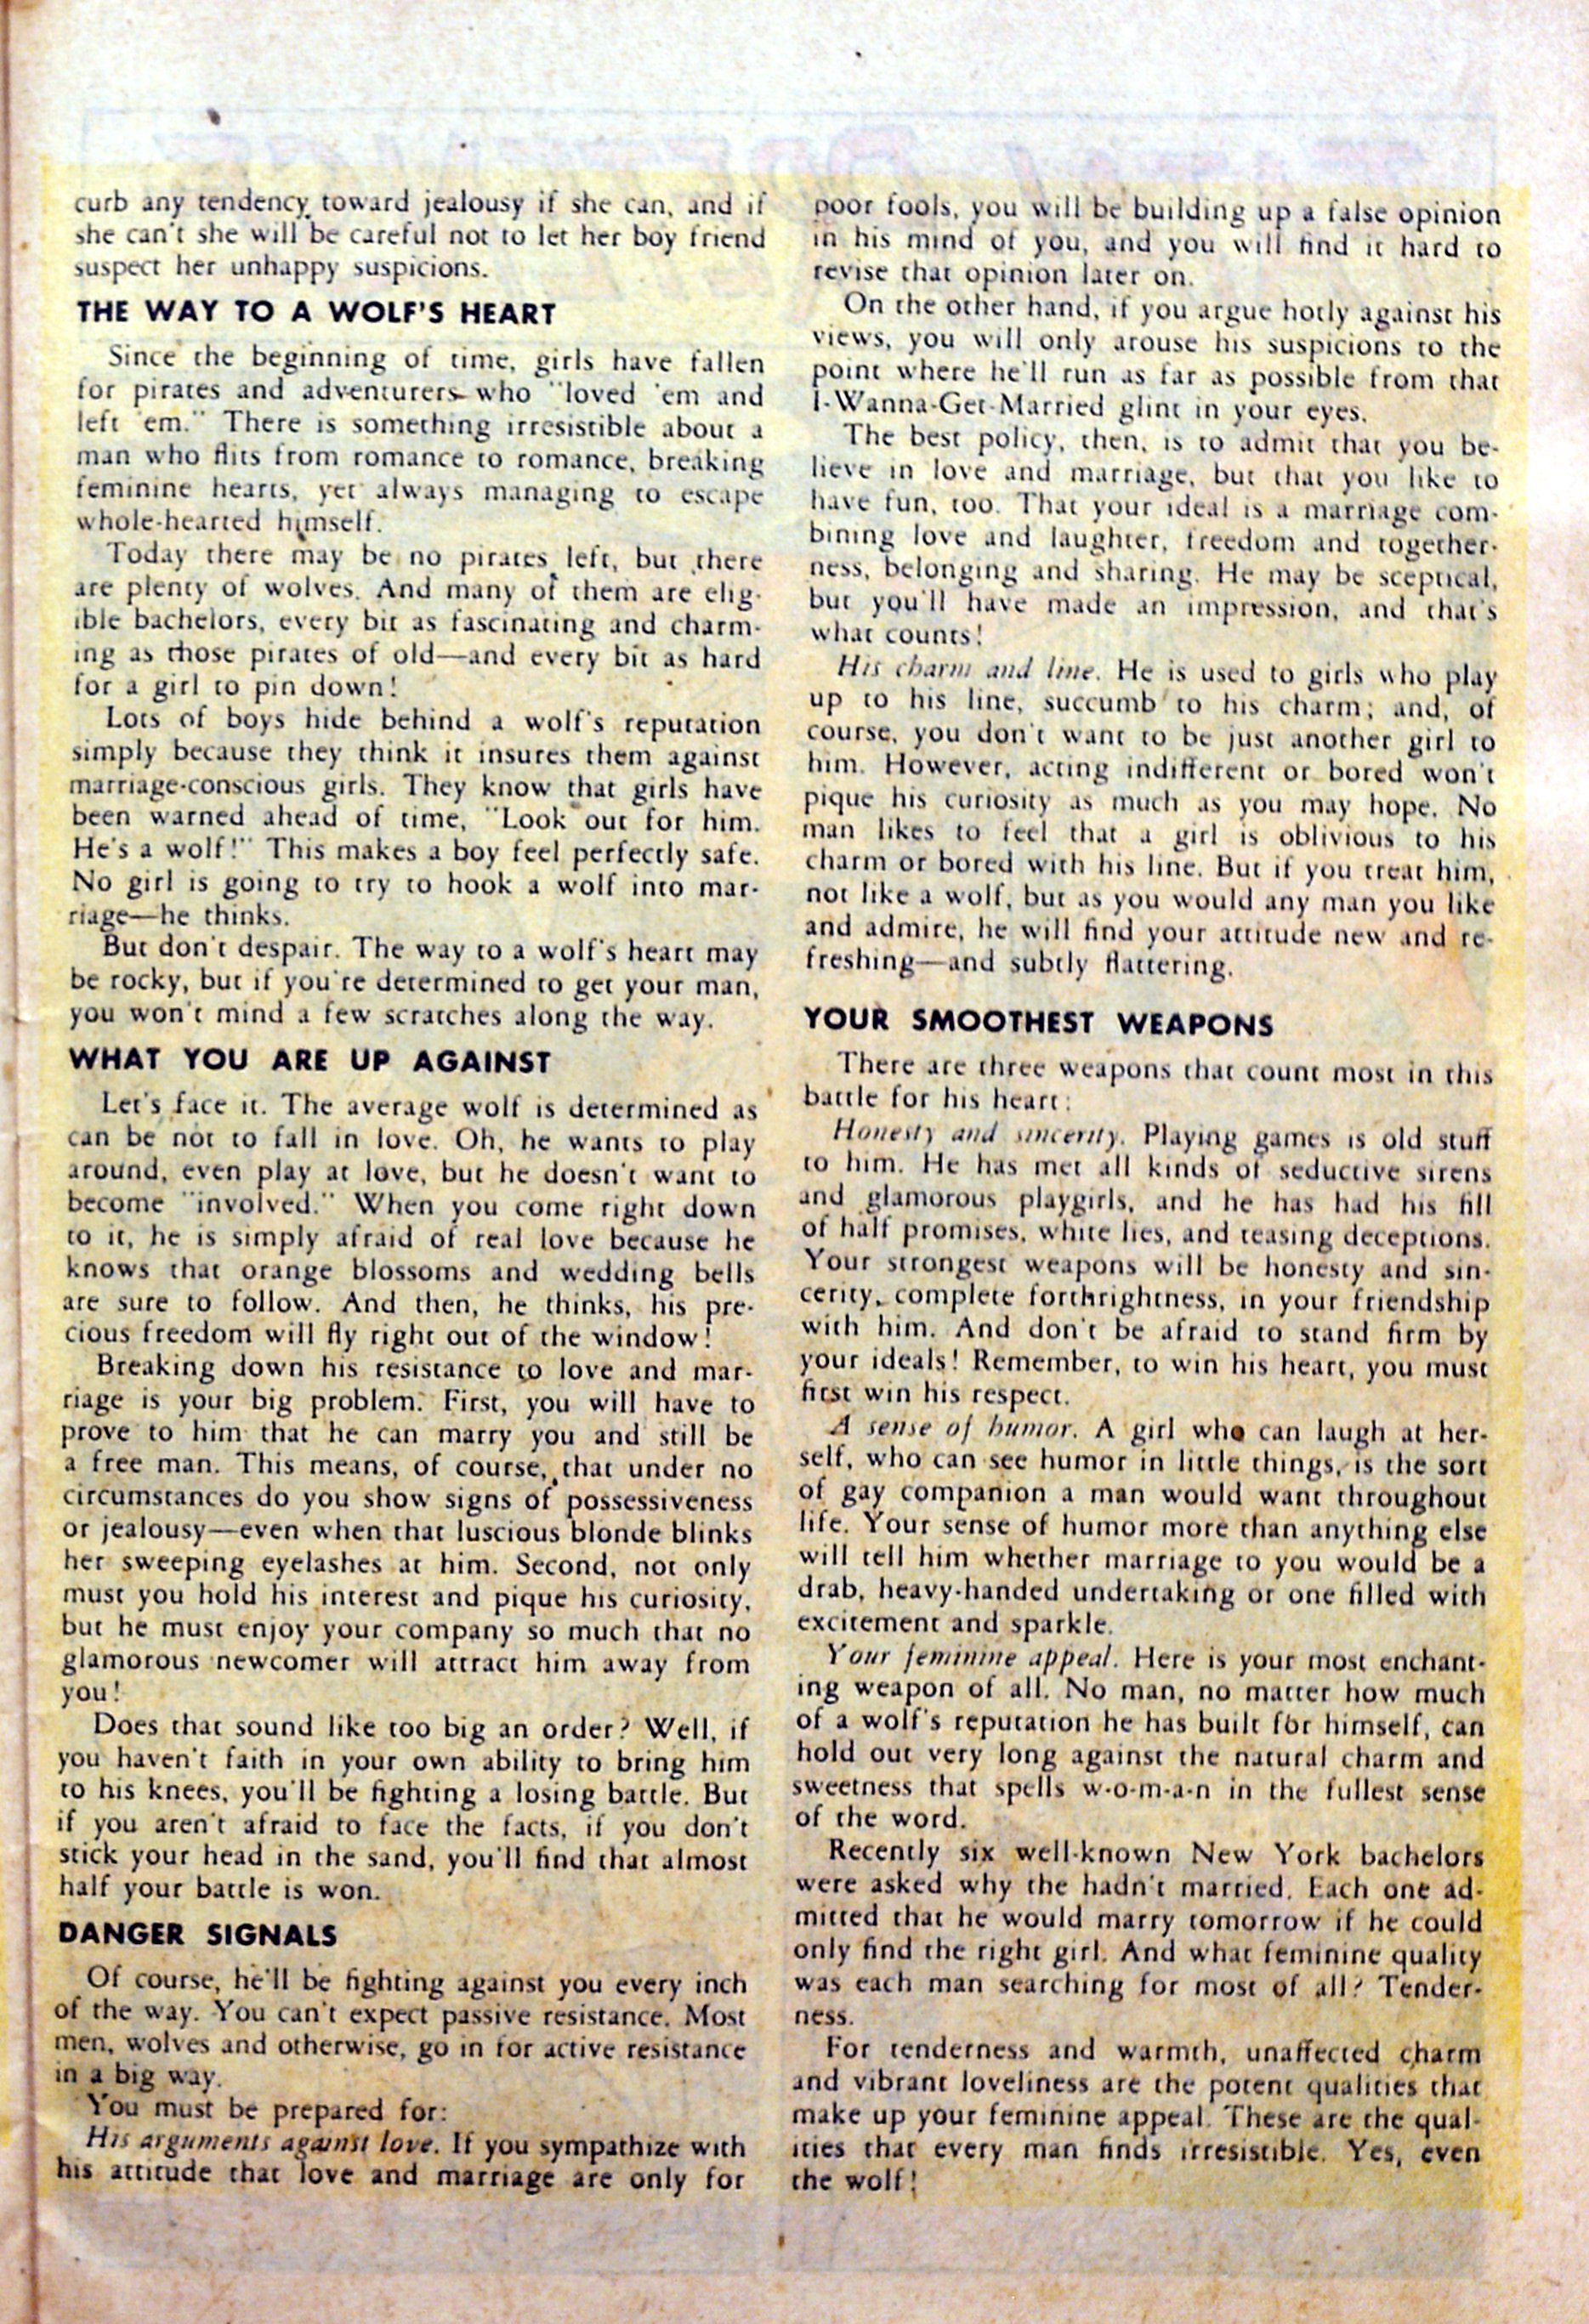 curb any tendency toward jealousy if she can, and if
she can't she will be careful not to let her boy friend
suspect her unhappy suspicions.
THE WAY TO A WOLF'S HEART
Since the beginning of time, girls have fallen
for pirates and adventurers who "loved 'em and
left 'em." There is something irresistible about a
man who flits from romance to romance, breaking
feminine hearts, yet always managing to escape
whole-hearted himself.
Today there may be no pirates left, but there
are plenty of wolves. And many of them are elig-
ible bachelors, every bit as fascinating and charm-
ing as those pirates of old—and every bit as hard
for a girl to pin down!
Lots of boys hide behind a wolf's reputation
simply because they think it insures them against
marriage-conscious girls. They know that girls have
been warned ahead of time, "Look out for him.
He's a wolf!" This makes a boy feel perfectly safe.
No girl is going to try to hook a wolf into mar-
riage—he thinks.
But don't despair. The way to a wolf's heart may
be rocky, but if you're determined to get your man,
you won't mind a few scratches along the way.
WHAT YOU ARE UP AGAINST
Let's face it. The average wolf is determined as
can be not to fall in love. Oh, he wants to play
around, even play at love, but he doesn't want to
become "involved." When you come right down
to it, he is simply afraid of real love because he
knows that orange blossoms and wedding bells
are sure to follow. And then, he thinks, his pre-
cious freedom will fly right out of the window!
Breaking down his resistance to love and mar-
riage is your big problem. First, you will have to
prove to him that he can marry you and still be
a free man. This means, of course, that under no
circumstances do you show signs of possessiveness
or jealousy—even when that luscious blonde blinks
her sweeping eyelashes at him. Second, not only
must you hold his interest and pique his curiosity,
but he must enjoy your company so much that no
glamorous newcomer will attract him away from
you!
Does that sound like too big an order? Well, if
you haven't faith in your own ability to bring him
to his knees, you'll be fighting a losing battle. But
if you aren't afraid to face the facts, if you don't
stick your head in the sand, you'll find that almost
half your battle is won.
DANGER SIGNALS
Of course, he'll be fighting against you every inch
of the way. You can't expect passive resistance. Most
men, wolves and otherwise, go in for active resistance
in a big way.
You must be prepared for:
His arguments against love. If you sympathize with
his attitude that love and marriage are only for
poor fools, you will be building up a false opinion
in his mind of you, and you will find it hard to
revise that opinion later on.
On the other hand, if you argue hotly against his
views, you will only arouse his suspicions to the
point where he'll run as far as possible from that
I-Wanna-Get-Married glint in your eyes.
The best policy, then, is to admit that you be-
lieve in love and marriage, but that you like to
have fun, too. That your ideal is a marriage com-
bining love and laughter, freedom and together-
ness, belonging and sharing. He may be sceptical,
but you'll have made an impression, and that's
what counts!
His charm and line. He is used to girls who play
up to his line, succumb to his charm; and, of
course, you don't want to be just another girl to
him. However, acting indifferent or bored won't
pique his curiosity as much as you may hope. No
man likes to feel that a girl is oblivious to his
charm or bored with his line. But if you treat him,
not like a wolf, but as you would any man you like
and admire, he will find your attitude new and re-
freshing—and subtly flattering.
YOUR SMOOTHEST WEAPONS
There are three weapons that count most in this
battle for his heart:
Honesty and sincerity. Playing games is old stuff
to him. He has met all kinds of seductive sirens
and glamorous playgirls, and he has had his fill
of half promises, white lies, and teasing deceptions.
Your strongest weapons will be honesty and sin-
cerity, complete forthrightness, in your friendship
with him. And don't be afraid to stand firm by
your ideals! Remember, to win his heart, you must
first win his respect.
A sense of humor. A girl who can laugh at her-
self, who can see humor in little things, is the sort
of gay companion a man would want throughout
life. Your sense of humor more than anything else
will tell him whether marriage to you would be a
drab, heavy-handed undertaking or one filled with
excitement and sparkle.
Your feminine appeal. Here is your most enchant-
ing weapon of all. No man, no matter how much
of a wolf's reputation he has built for himself, can
hold out very long against the natural charm and
sweetness that spells w-o-m-a-n in the fullest sense
of the word.
Recently six well-known New York bachelors
were asked why the hadn't married. Each one ad-
mitted that he would marry tomorrow if he could
only find the right girl. And what feminine quality
was each man searching for most of all? Tender-
ness.
For tenderness and warmth, unaffected charm
and vibrant loveliness are the potent qualities that
make up your feminine appeal. These are the qual-
ities that every man finds irresistible. Yes, even
the wolf!